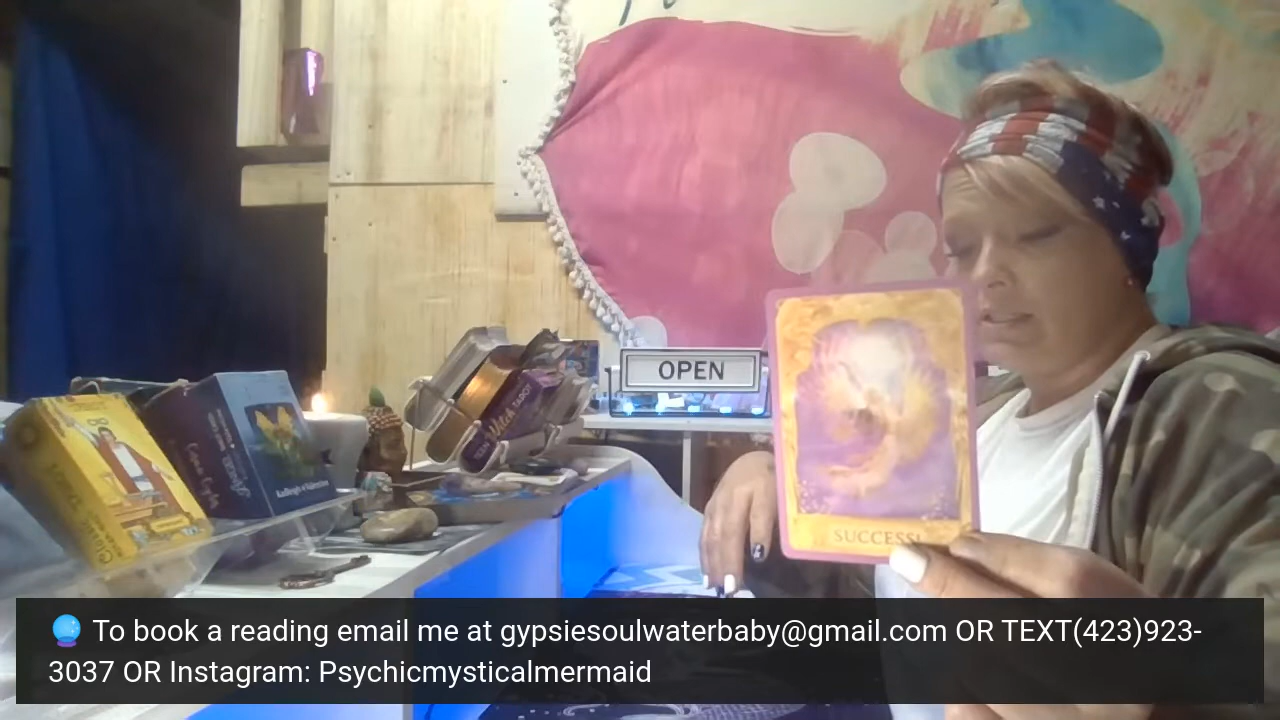 OPEN
TAROT
SUCCESS!
🔮 To book a reading email me at gypsiesoulwaterbaby@gmail.com OR TEXT(423)923-
3037 OR Instagram: Psychicmysticalmermaid